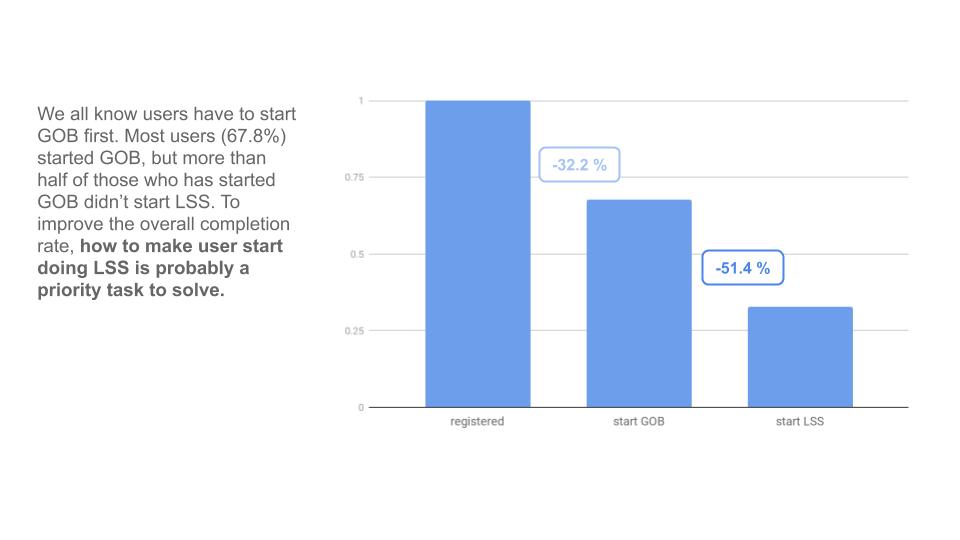 We all know users have to start
GOB first. Most users (67.8%)
started GOB, but more than
half of those who has started
GOB didn't start LSS. To
improve the overall completion
rate, how to make user start
doing LSS is probably a
priority task to solve.
1
0.75
0.5
0.25
0
-32.2 %
-51.4 %
registered
start GOB
start LSS